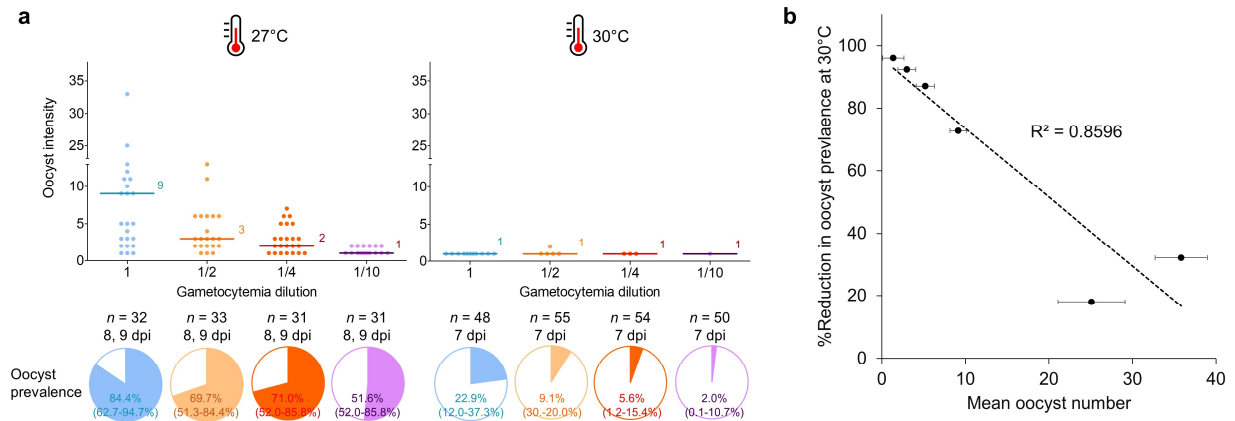 a
27°C
30°C
Oocyst intensity
35
30
25
10
5
0
9
3
2
1
1
1/2
1/4
1/10
Gametocytemia dilution
35
30
25
10
5
0
1
1
1
1
1
1/2
1/4
1/10
Gametocytemia dilution
n = 32
8, 9 dpi
n = 33
8, 9 dpi
n = 31
8, 9 dpi
n = 31
8, 9 dpi
n = 48
7 dpi
n = 55
7 dpi
n = 54
7 dpi
n = 50
7 dpi
Oocyst
prevalence
84.4%
(62.7-94.7%)
69.7%
(51.3-84.4%)
71.0%
(52.0-85.8%)
51.6%
(52.0-85.8%)
22.9%
(12.0-37.3%)
9.1%
(30.-20.0%)
5.6%
(1.2-15.4%)
2.0%
(0.1-10.7%)
b
%Reduction in oocyst prevlaence at 30°C
100
80
60
40
20
0
R² = 0.8596
0
10
20
30
40
Mean oocyst number